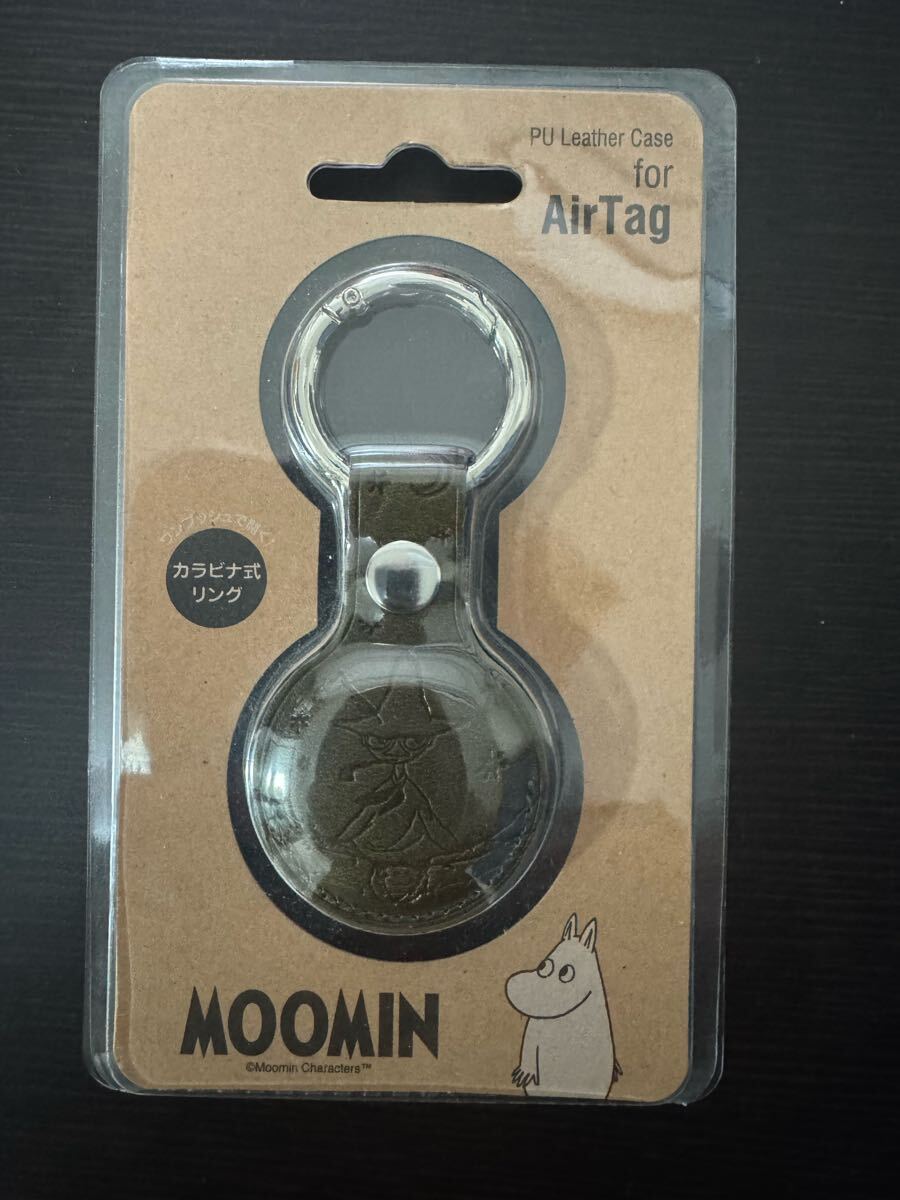 PU Leather Case
for
AirTag
ワンプッシュで開く!
カラビナ式
リング
MOOMIN
©Moomin Characters™